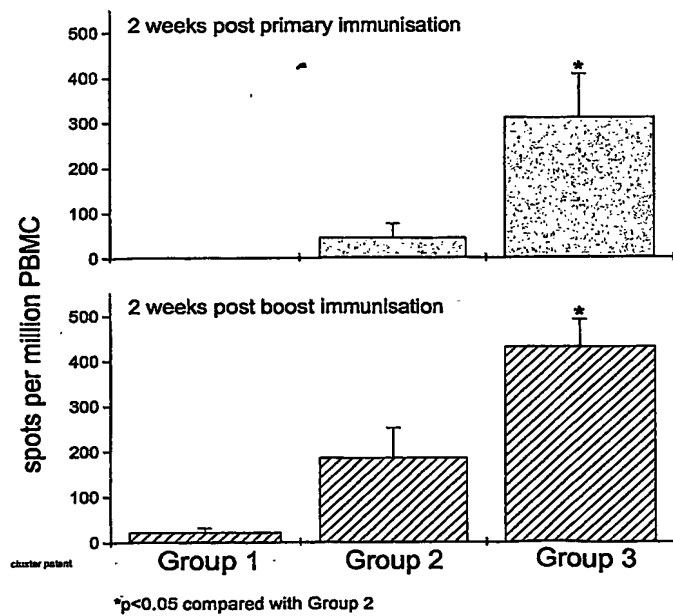 spots per million PBMC
2 weeks post primary immunisation
500
400
300
200
100
0
*
2 weeks post boost immunisation
500
400
300
200
100
0
*
Group 1 Group 2 Group 3
cluster patent
*p<0.05 compared with Group 2